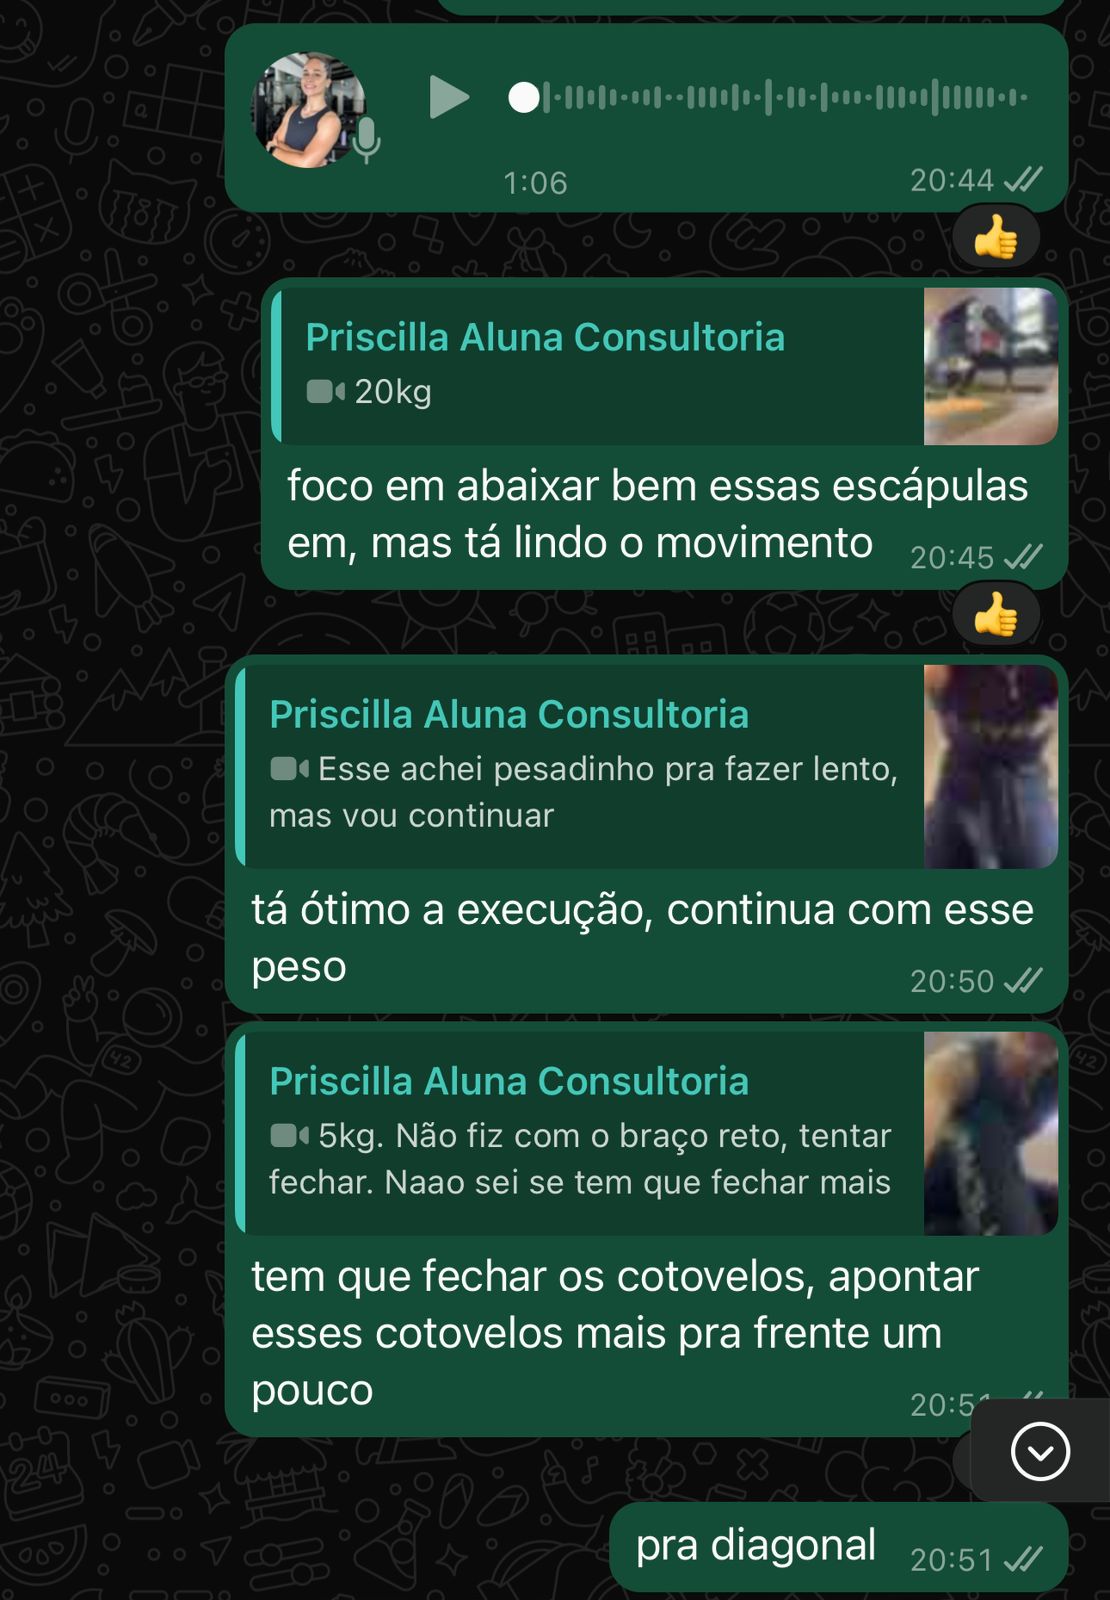 1:06
20:44
Priscilla Aluna Consultoria
20kg
foco em abaixar bem essas escápulas
em, mas tá lindo o movimento
20:45
Priscilla Aluna Consultoria
Esse achei pesadinho pra fazer lento,
mas vou continuar
tá ótimo a execução, continua com esse
peso
20:50
Priscilla Aluna Consultoria
5kg. Não fiz com o braço reto, tentar
fechar. Naao sei se tem que fechar mais
tem que fechar os cotovelos, apontar
esses cotovelos mais pra frente um
pouco
20:51
pra diagonal
20:51